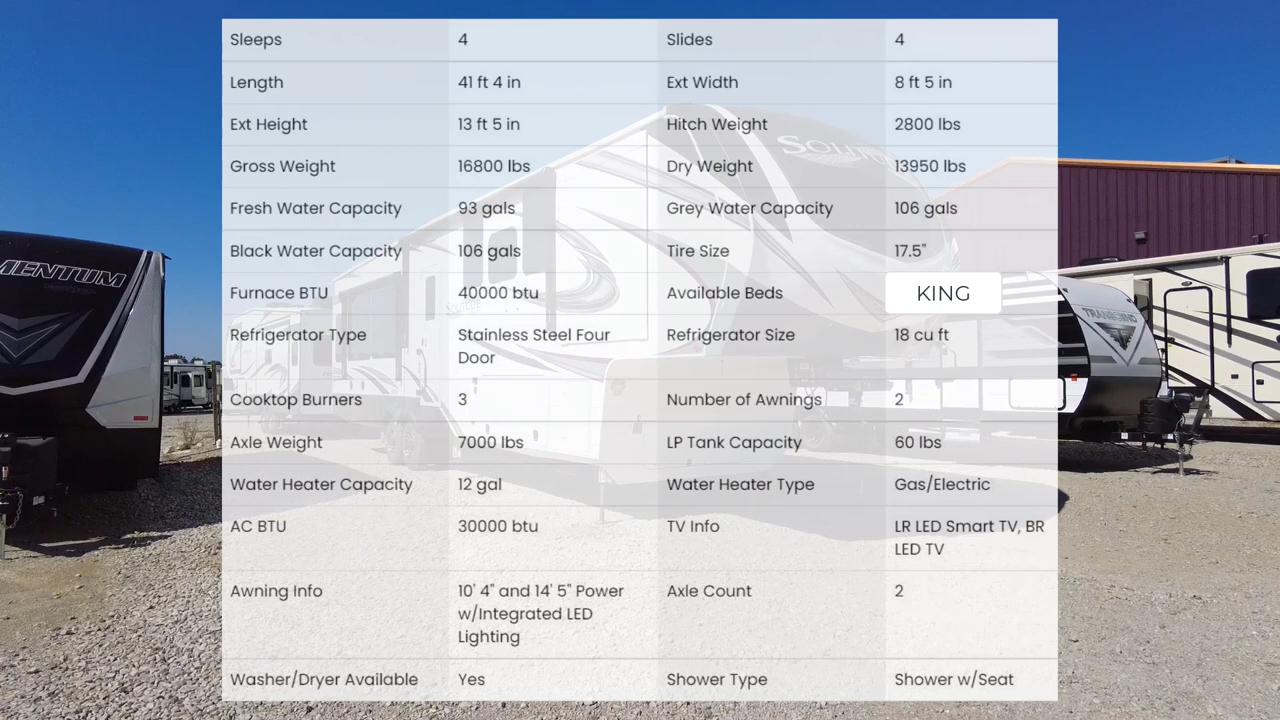 Sleeps 4 Slides 4
Length 41 ft 4 in Ext Width 8 ft 5 in
Ext Height 13 ft 5 in Hitch Weight 2800 lbs
Gross Weight 16800 lbs Dry Weight 13950 lbs
Fresh Water Capacity 93 gals Grey Water Capacity 106 gals
Black Water Capacity 106 gals Tire Size 17.5"
Furnace BTU 40000 btu Available Beds KING
Refrigerator Type Stainless Steel Four Refrigerator Size 18 cu ft
Door
Cooktop Burners 3 Number of Awnings 2
Axle Weight 7000 lbs LP Tank Capacity 60 lbs
Water Heater Capacity 12 gal Water Heater Type Gas/Electric
AC BTU 30000 btu TV Info LR LED Smart TV, BR
LED TV
Awning Info 10' 4" and 14' 5" Power Axle Count 2
w/Integrated LED
Lighting
Washer/Dryer Available Yes Shower Type Shower w/Seat
MENTUM
TRANSCEND